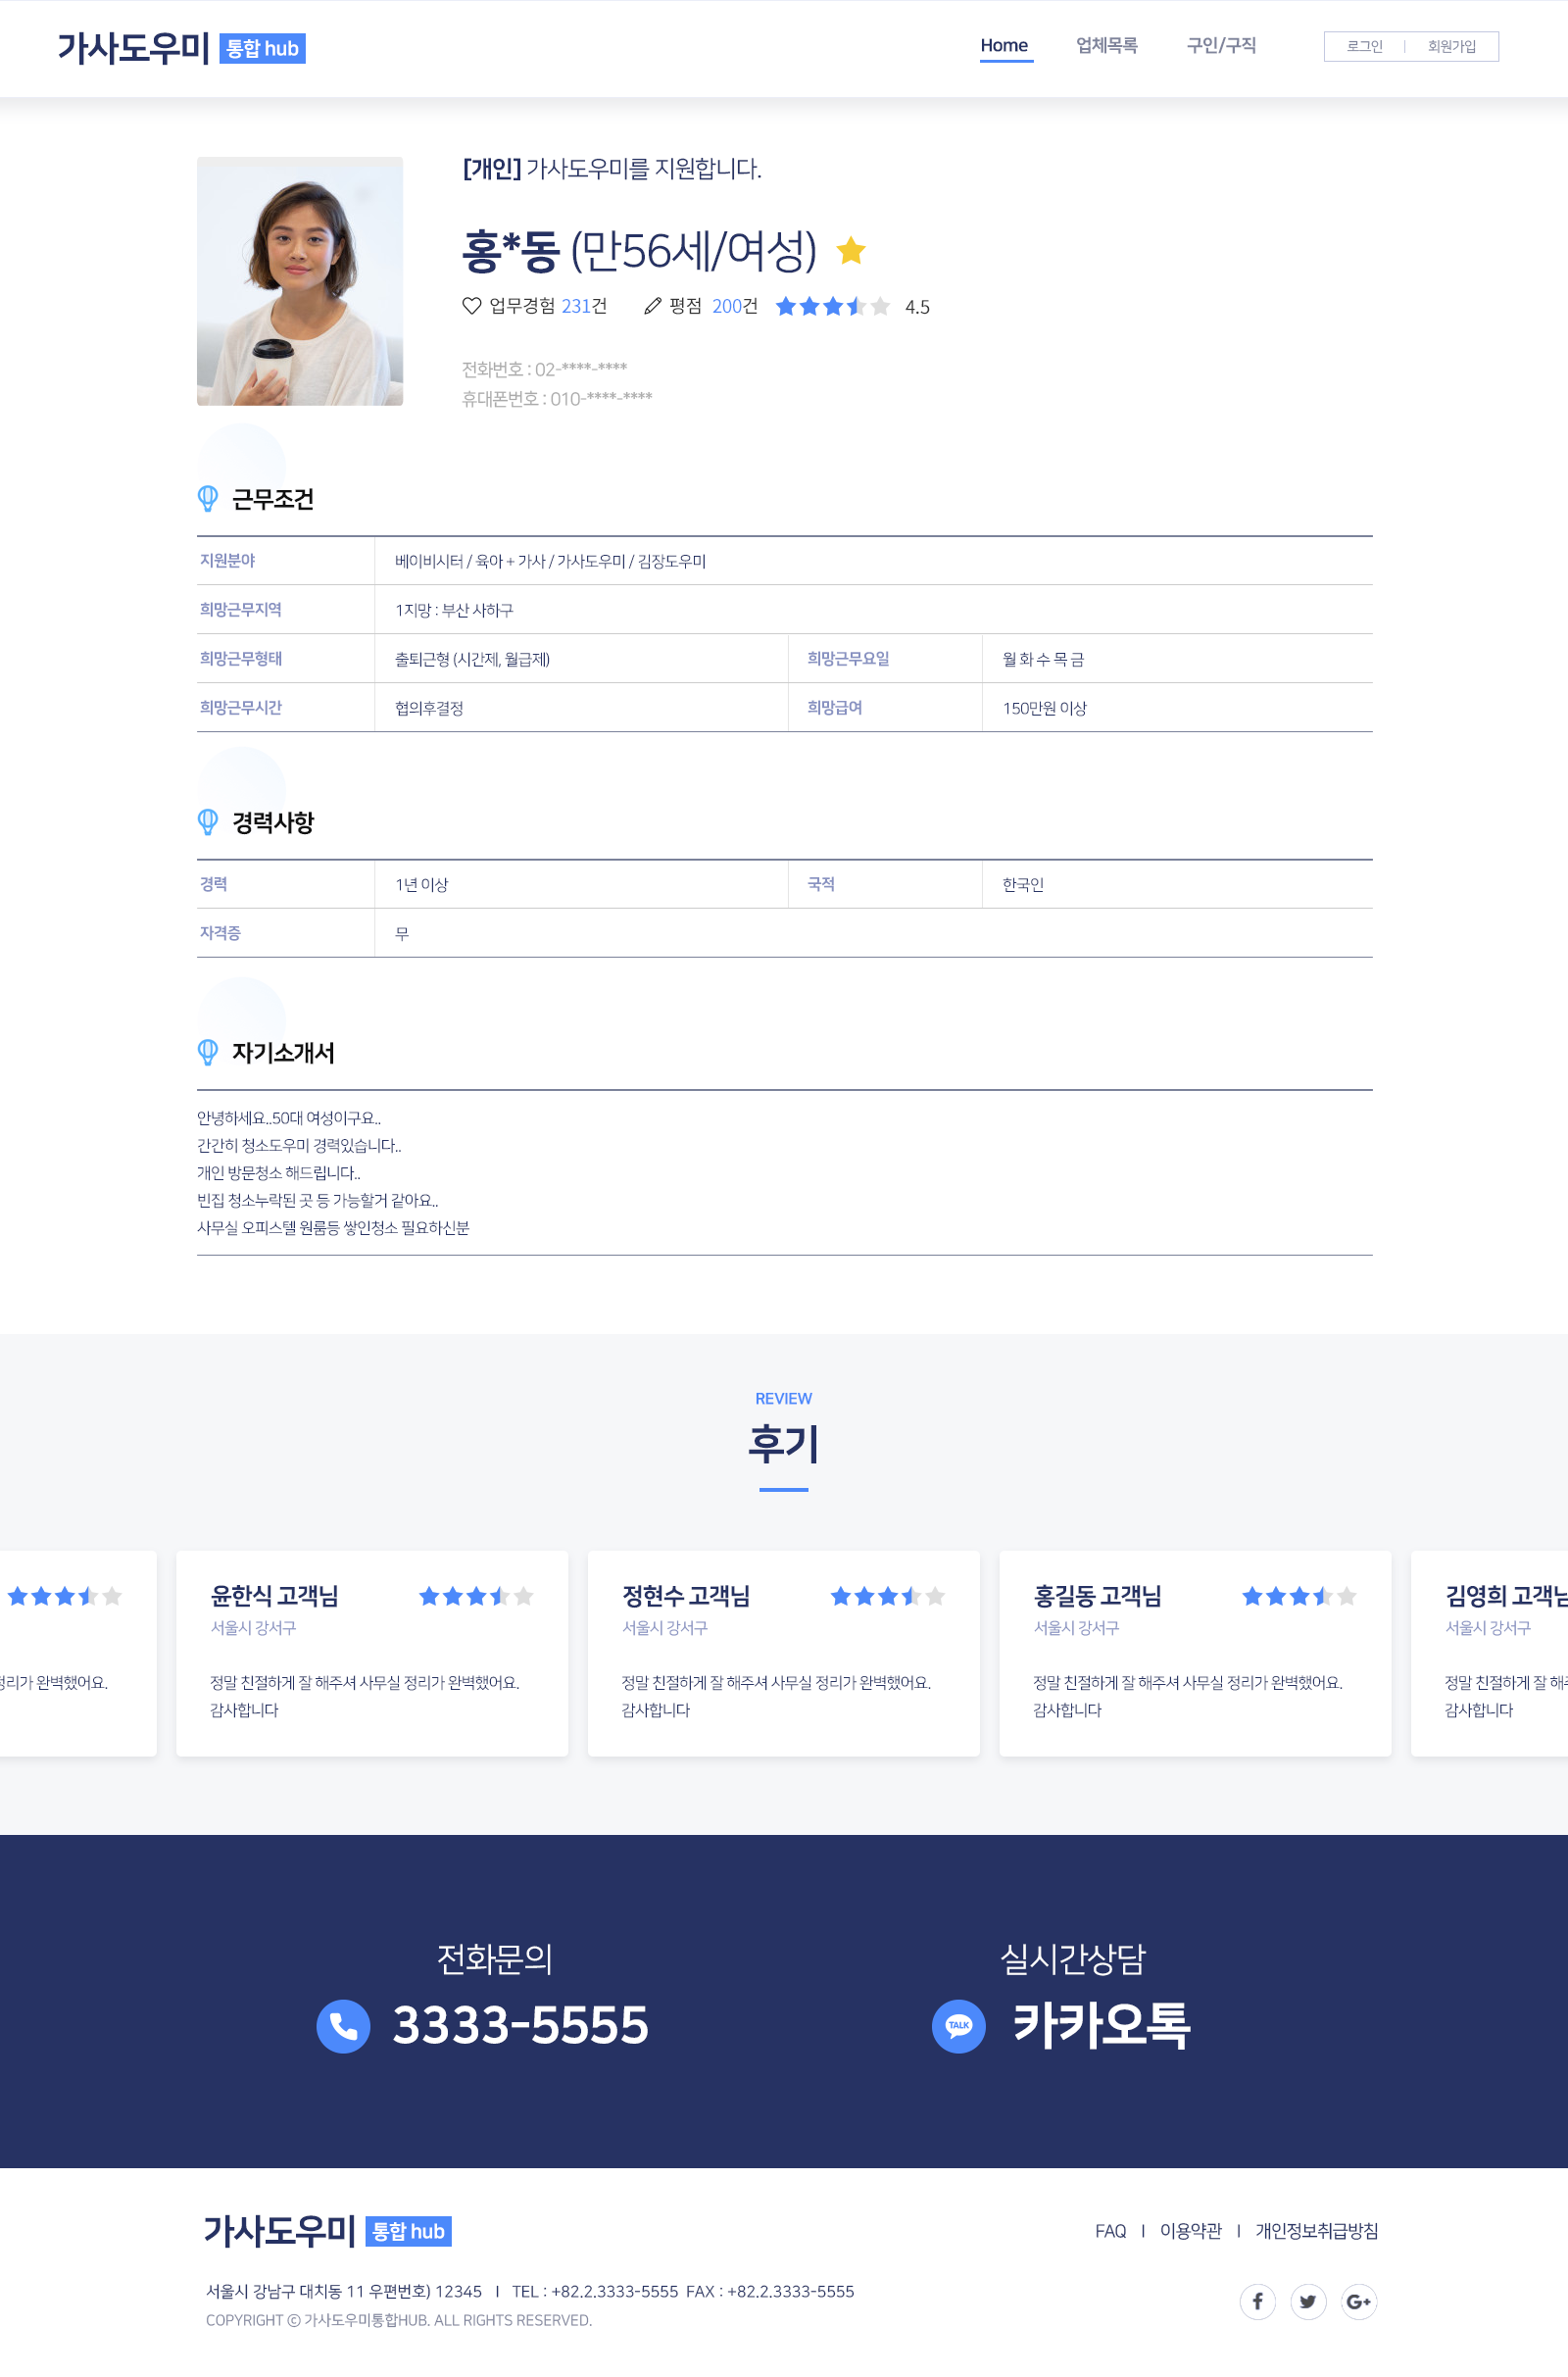 가사도우미 통합 hub
Home 업체목록 구인/구직 로그인 | 회원가입
[개인] 가사도우미를 지원합니다.
홍*동 (만56세/여성)
업무경험 231건 평점 200건 4.5
전화번호 : 02-****-****
휴대폰번호 : 010-****-****
근무조건
지원분야 베이비시터 / 육아 + 가사 / 가사도우미 / 김장도우미
희망근무지역 1지망 : 부산 사하구
희망근무형태 출퇴근형 (시간제, 월급제) 희망근무요일 월 화 수 목 금
희망근무시간 협의후결정 희망급여 150만원 이상
경력사항
경력 1년 이상 국적 한국인
자격증 무
자기소개서
안녕하세요..50대 여성이구요..
간간히 청소도우미 경력있습니다..
개인 방문청소 해드립니다..
빈집 청소누락된 곳 등 가능할거 같아요..
사무실 오피스텔 원룸등 쌓인청소 필요하신분
REVIEW
후기
윤한식 고객님 정현수 고객님 홍길동 고객님 김영희 고객님
서울시 강서구 서울시 강서구 서울시 강서구 서울시 강서구
정리가 완벽했어요. 정말 친절하게 잘 해주셔 사무실 정리가 완벽했어요. 정말 친절하게 잘 해주셔 사무실 정리가 완벽했어요. 정말 친절하게 잘 해주셔 사무실 정리가 완벽했어요. 정말 친절하게 잘 해주
감사합니다 감사합니다 감사합니다 감사합니다
전화문의 실시간상담
3333-5555 TALK 카카오톡
가사도우미 통합 hub
FAQ I 이용약관 I 개인정보취급방침
서울시 강남구 대치동 11 우편번호) 12345 I TEL : +82.2.3333-5555 FAX : +82.2.3333-5555
COPYRIGHT ⓒ 가사도우미통합HUB. ALL RIGHTS RESERVED.
f G+